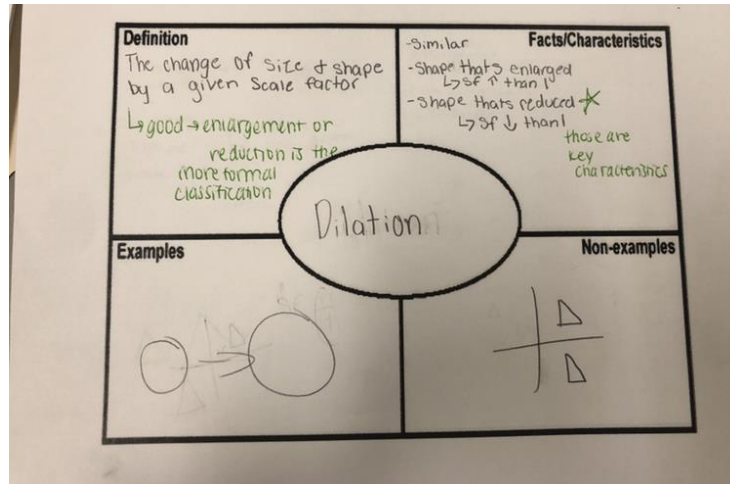 Definition
The change of size & shape
by a given scale factor
↳ good → enlargement or
reduction is the
more formal
classification
Facts/Characteristics
-Similar
-Shape thats enlarged
↳ sf ↑ than 1
-shape thats reduced
↳ sf ↓ than 1
those are
key
characteristics
Dilation
Examples
Non-examples